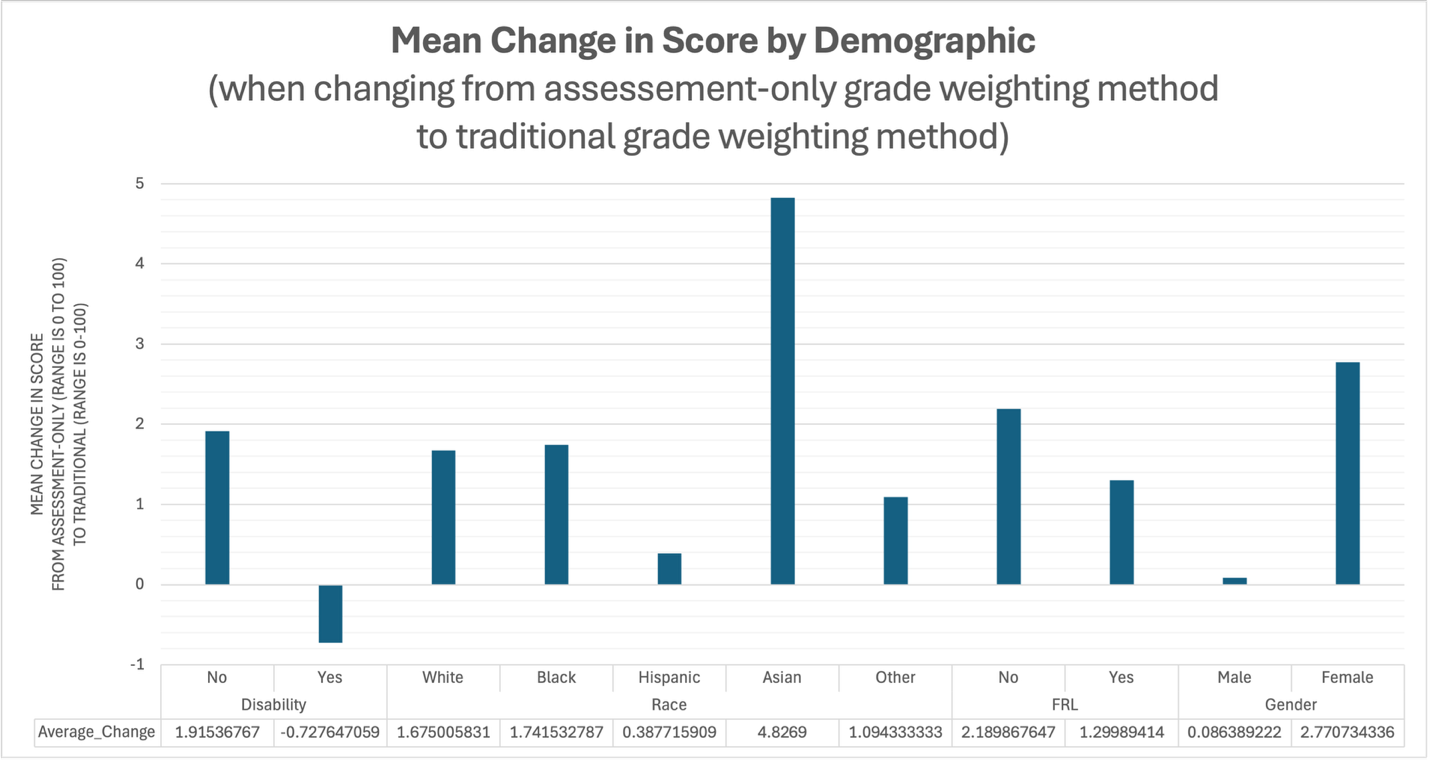 Mean Change in Score by Demographic
(when changing from assessement-only grade weighting method
to traditional grade weighting method)
MEAN CHANGE IN SCORE
FROM ASSESSMENT-ONLY (RANGE IS 0 TO 100)
TO TRADITIONAL (RANGE IS 0-100)
5
4
3
2
1
0
-1
No Yes White Black Hispanic Asian Other No Yes Male Female
Disability Race FRL Gender
Average_Change 1.91536767 -0.727647059 1.675005831 1.741532787 0.387715909 4.8269 1.094333333 2.189867647 1.29989414 0.086389222 2.770734336